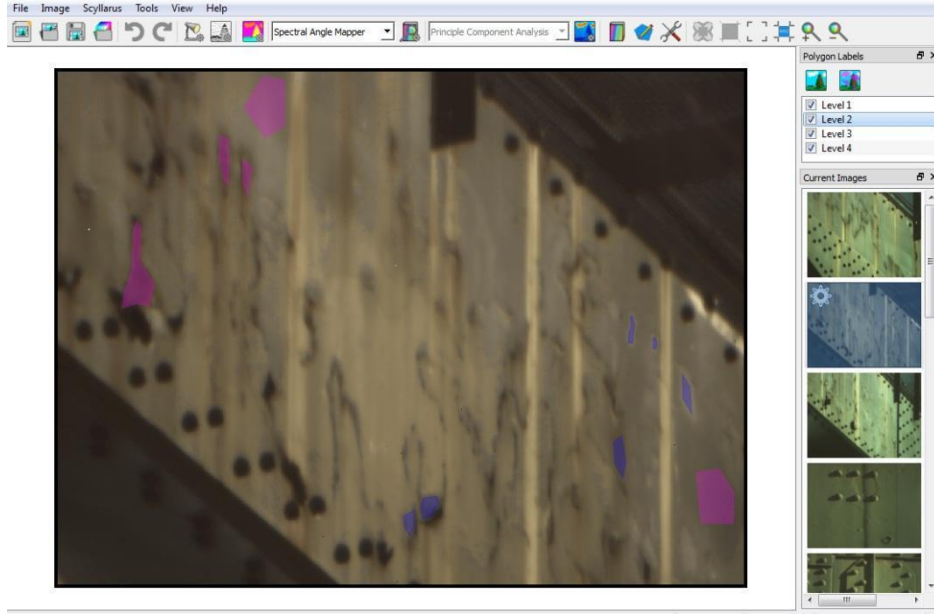 File Image Scyllarus Tools View Help
Spectral Angle Mapper
Principle Component Analysis
Polygon Labels
Level 1
Level 2
Level 3
Level 4
Current Images